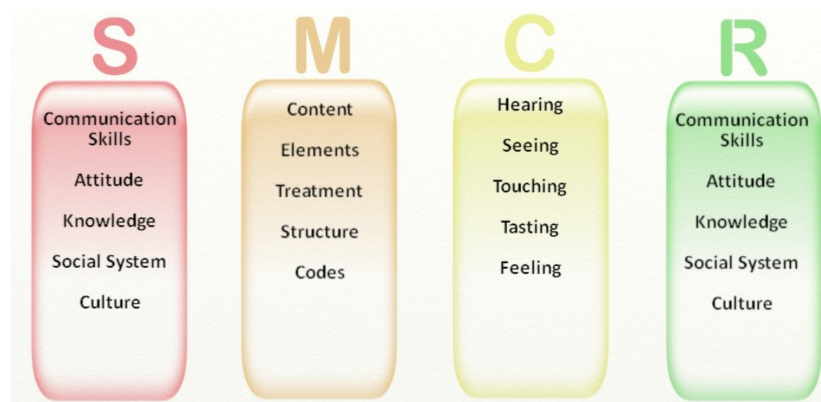 S
Communication
Skills
Attitude
Knowledge
Social System
Culture
M
Content
Elements
Treatment
Structure
Codes
C
Hearing
Seeing
Touching
Tasting
Feeling
R
Communication
Skills
Attitude
Knowledge
Social System
Culture